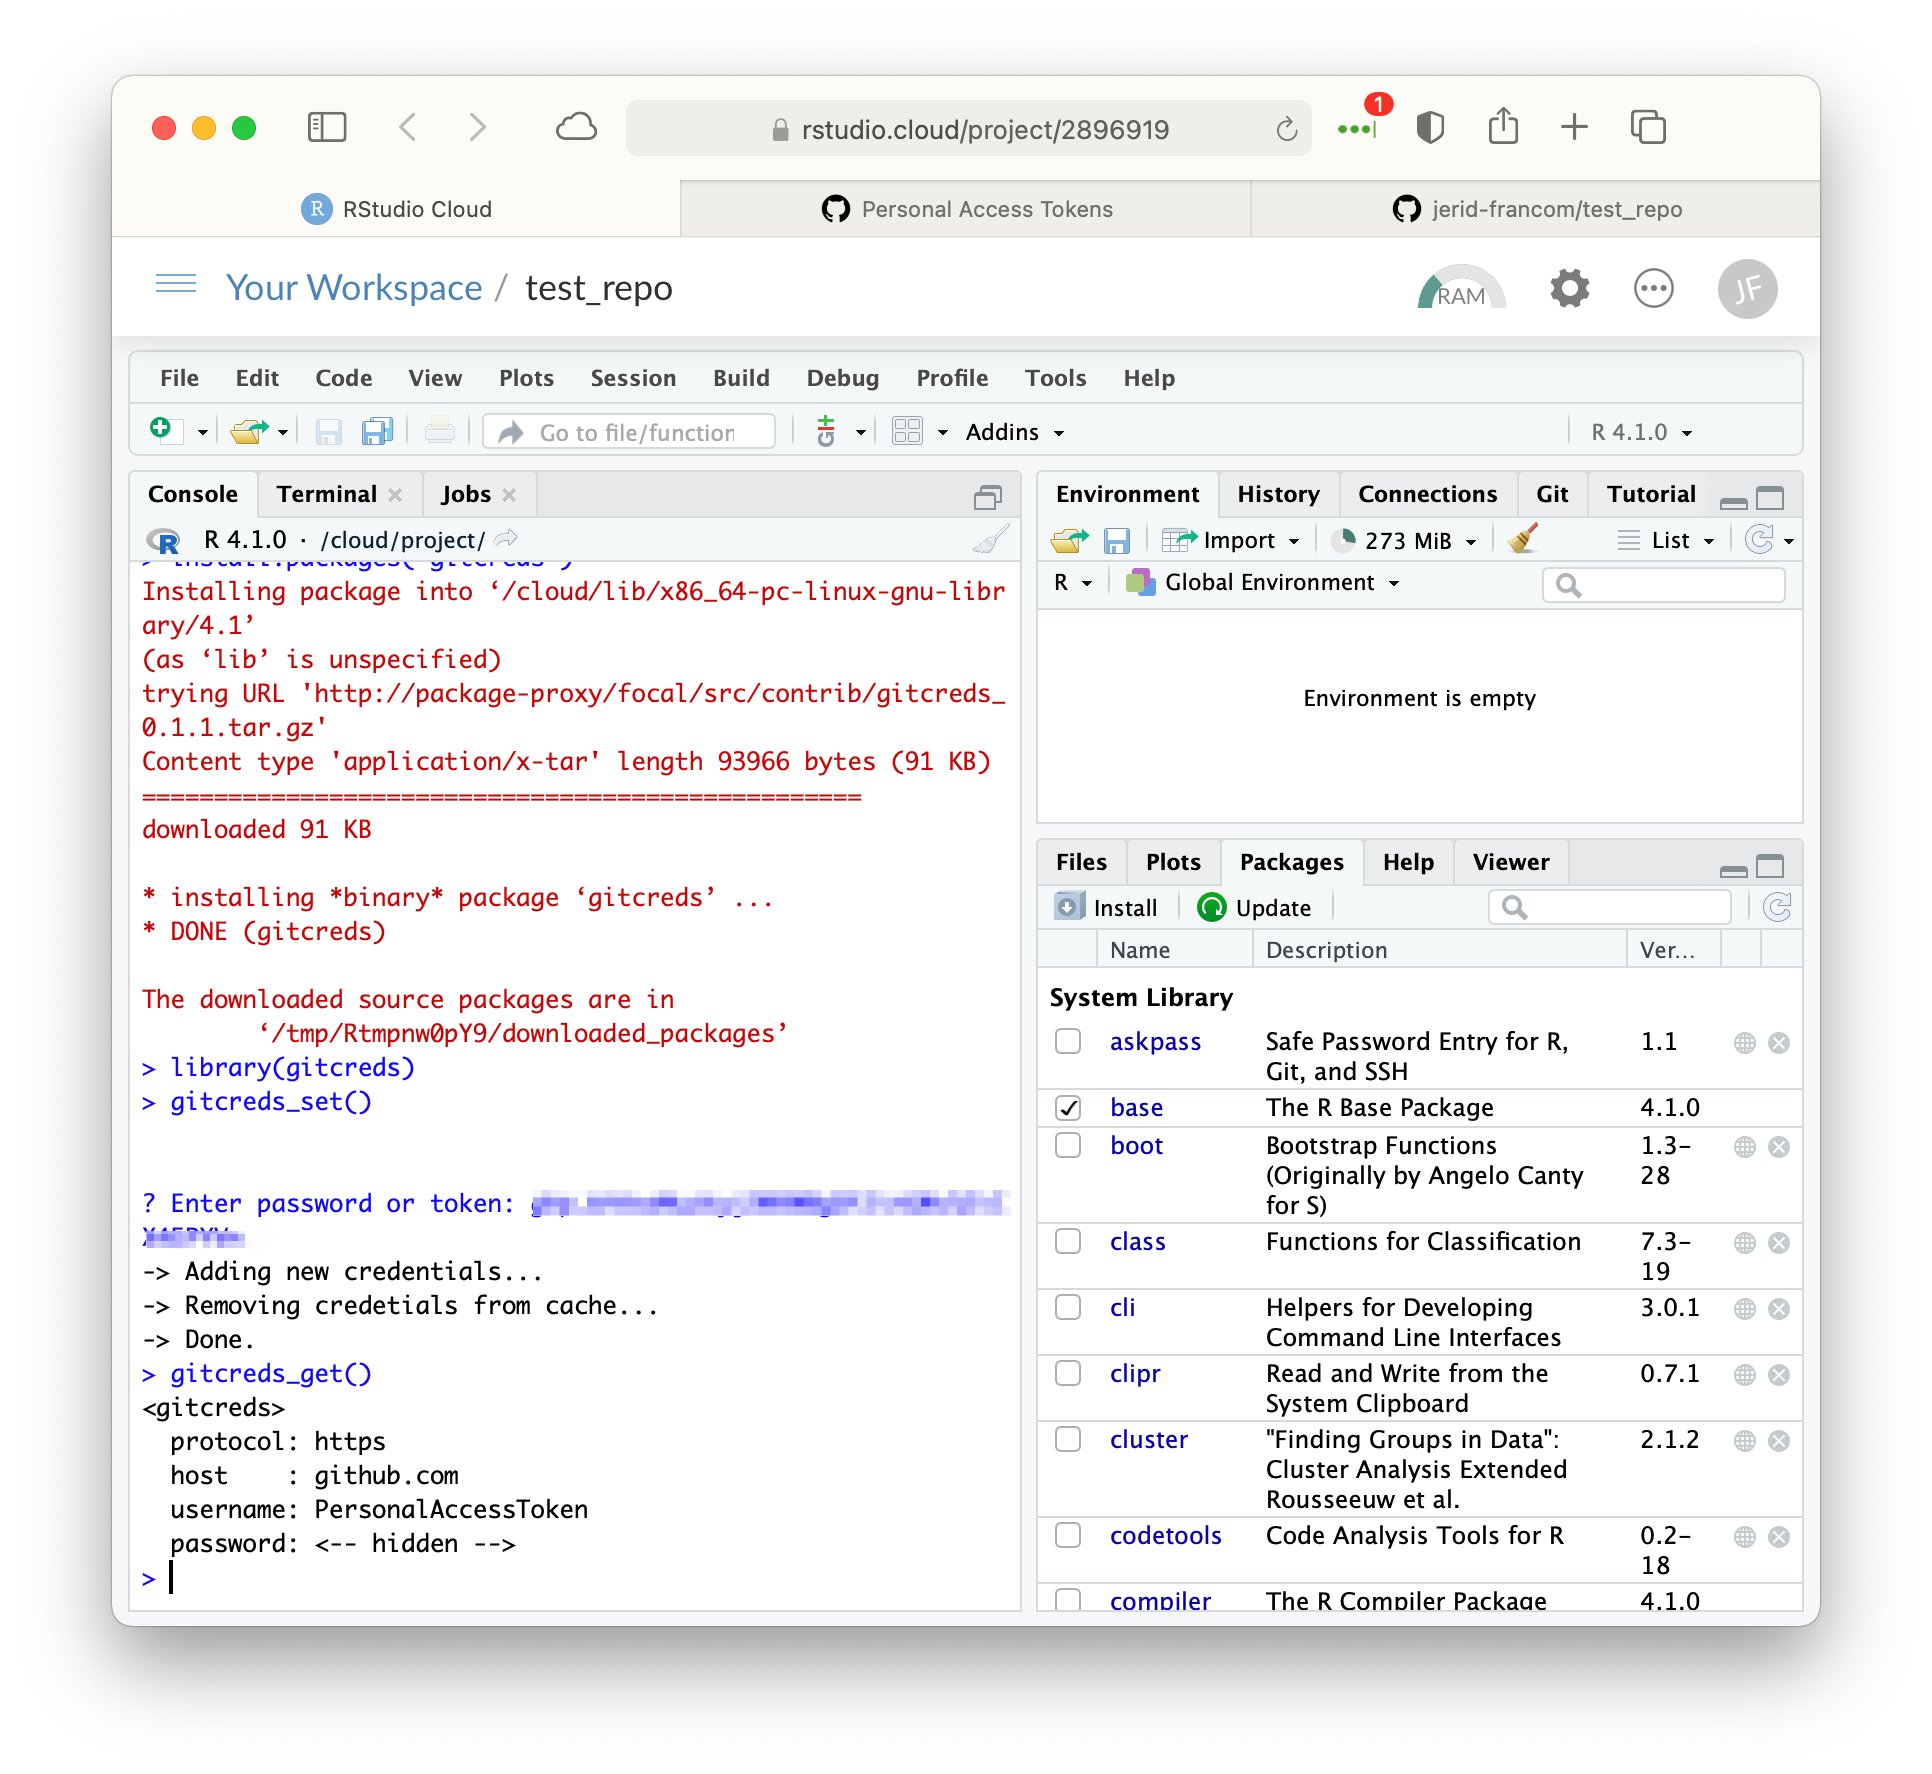 1
rstudio.cloud/project/2896919
RStudio Cloud
Personal Access Tokens
jerid-francom/test_repo
Your Workspace / test_repo
RAM
JF
File Edit Code View Plots Session Build Debug Profile Tools Help
Go to file/function
Addins
R 4.1.0
Console Terminal Jobs
R 4.1.0 · /cloud/project/
> install.packages("gitcreds")
Installing package into ‘/cloud/lib/x86_64-pc-linux-gnu-libr
ary/4.1’
(as ‘lib’ is unspecified)
trying URL 'http://package-proxy/focal/src/contrib/gitcreds_
0.1.1.tar.gz'
Content type 'application/x-tar' length 93966 bytes (91 KB)
==================================================
downloaded 91 KB
* installing *binary* package ‘gitcreds’ ...
* DONE (gitcreds)
The downloaded source packages are in
‘/tmp/Rtmpnw0pY9/downloaded_packages’
> library(gitcreds)
> gitcreds_set()
? Enter password or token:
-> Adding new credentials...
-> Removing credetials from cache...
-> Done.
> gitcreds_get()
<gitcreds>
protocol: https
host    : github.com
username: PersonalAccessToken
password: <-- hidden -->
>
Environment History Connections Git Tutorial
Import 273 MiB List
R Global Environment
Environment is empty
Files Plots Packages Help Viewer
Install Update
Name Description Ver...
System Library
askpass Safe Password Entry for R, 1.1
Git, and SSH
base The R Base Package 4.1.0
boot Bootstrap Functions 1.3-
(Originally by Angelo Canty 28
for S)
class Functions for Classification 7.3-
19
cli Helpers for Developing 3.0.1
Command Line Interfaces
clipr Read and Write from the 0.7.1
System Clipboard
cluster "Finding Groups in Data": 2.1.2
Cluster Analysis Extended
Rousseeuw et al.
codetools Code Analysis Tools for R 0.2-
18
compiler The R Compiler Package 4.1.0